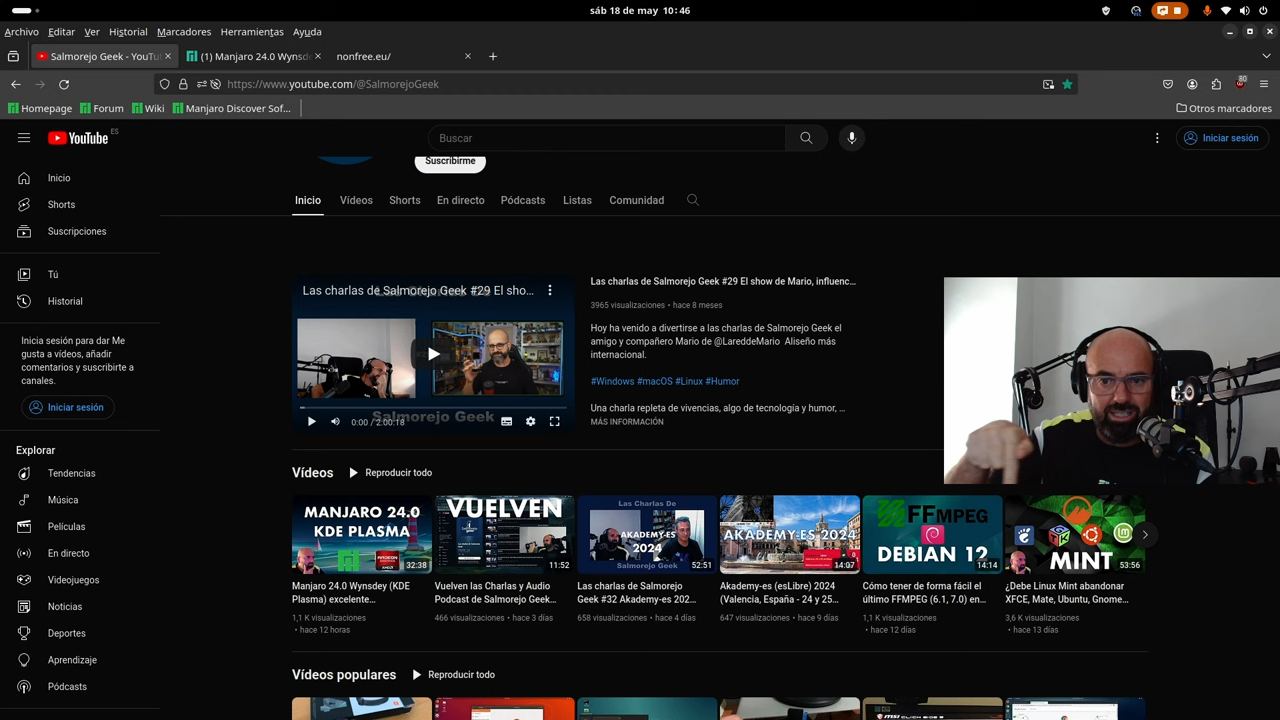 sáb 18 de may 10:46
Archivo Editar Ver Historial Marcadores Herramientas Ayuda
Salmorejo Geek - YouTu
(1) Manjaro 24.0 Wynsde
nonfree.eu/
https://www.youtube.com/@SalmorejoGeek
80
Homepage Forum Wiki Manjaro Discover Sof...
Otros marcadores
YouTube ES
Buscar
Iniciar sesión
Suscribirme
Inicio
Shorts
Suscripciones
Tú
Historial
Inicia sesión para dar Me
gusta a vídeos, añadir
comentarios y suscribirte a
canales.
Iniciar sesión
Explorar
Tendencias
Música
Películas
En directo
Videojuegos
Noticias
Deportes
Aprendizaje
Pódcasts
Inicio Vídeos Shorts En directo Pódcasts Listas Comunidad
Las charlas de Salmorejo Geek #29 El sho...
Salmorejo Geek
0:00 / 2:00:18
Las charlas de Salmorejo Geek #29 El show de Mario, influenc...
3965 visualizaciones • hace 8 meses
Hoy ha venido a divertirse a las charlas de Salmorejo Geek el
amigo y compañero Mario de @LareddeMario Aliseño más
internacional.
#Windows #macOS #Linux #Humor
Una charla repleta de vivencias, algo de tecnología y humor, ...
MÁS INFORMACIÓN
Vídeos Reproducir todo
MANJARO 24.0
KDE PLASMA
RADEON
AMD
32:38
Manjaro 24.0 Wynsdey (KDE
Plasma) excelente...
1,1 K visualizaciones
• hace 12 horas
VUELVEN
11:52
Vuelven las Charlas y Audio
Podcast de Salmorejo Geek...
466 visualizaciones • hace 3 días
Las Charlas De
AKADEMY-ES
2024
Salmorejo Geek
52:51
Las charlas de Salmorejo
Geek #32 Akademy-es 202...
658 visualizaciones • hace 4 días
AKADEMY-ES 2024
14:07
Akademy-es (esLibre) 2024
(Valencia, España - 24 y 25...
647 visualizaciones • hace 9 días
FFMPEG
DEBIAN 12
14:14
Cómo tener de forma fácil el
último FFMPEG (6.1, 7.0) en...
1,1 K visualizaciones
• hace 12 días
MINT
53:56
¿Debe Linux Mint abandonar
XFCE, Mate, Ubuntu, Gnome...
3,6 K visualizaciones
• hace 13 días
Vídeos populares Reproducir todo